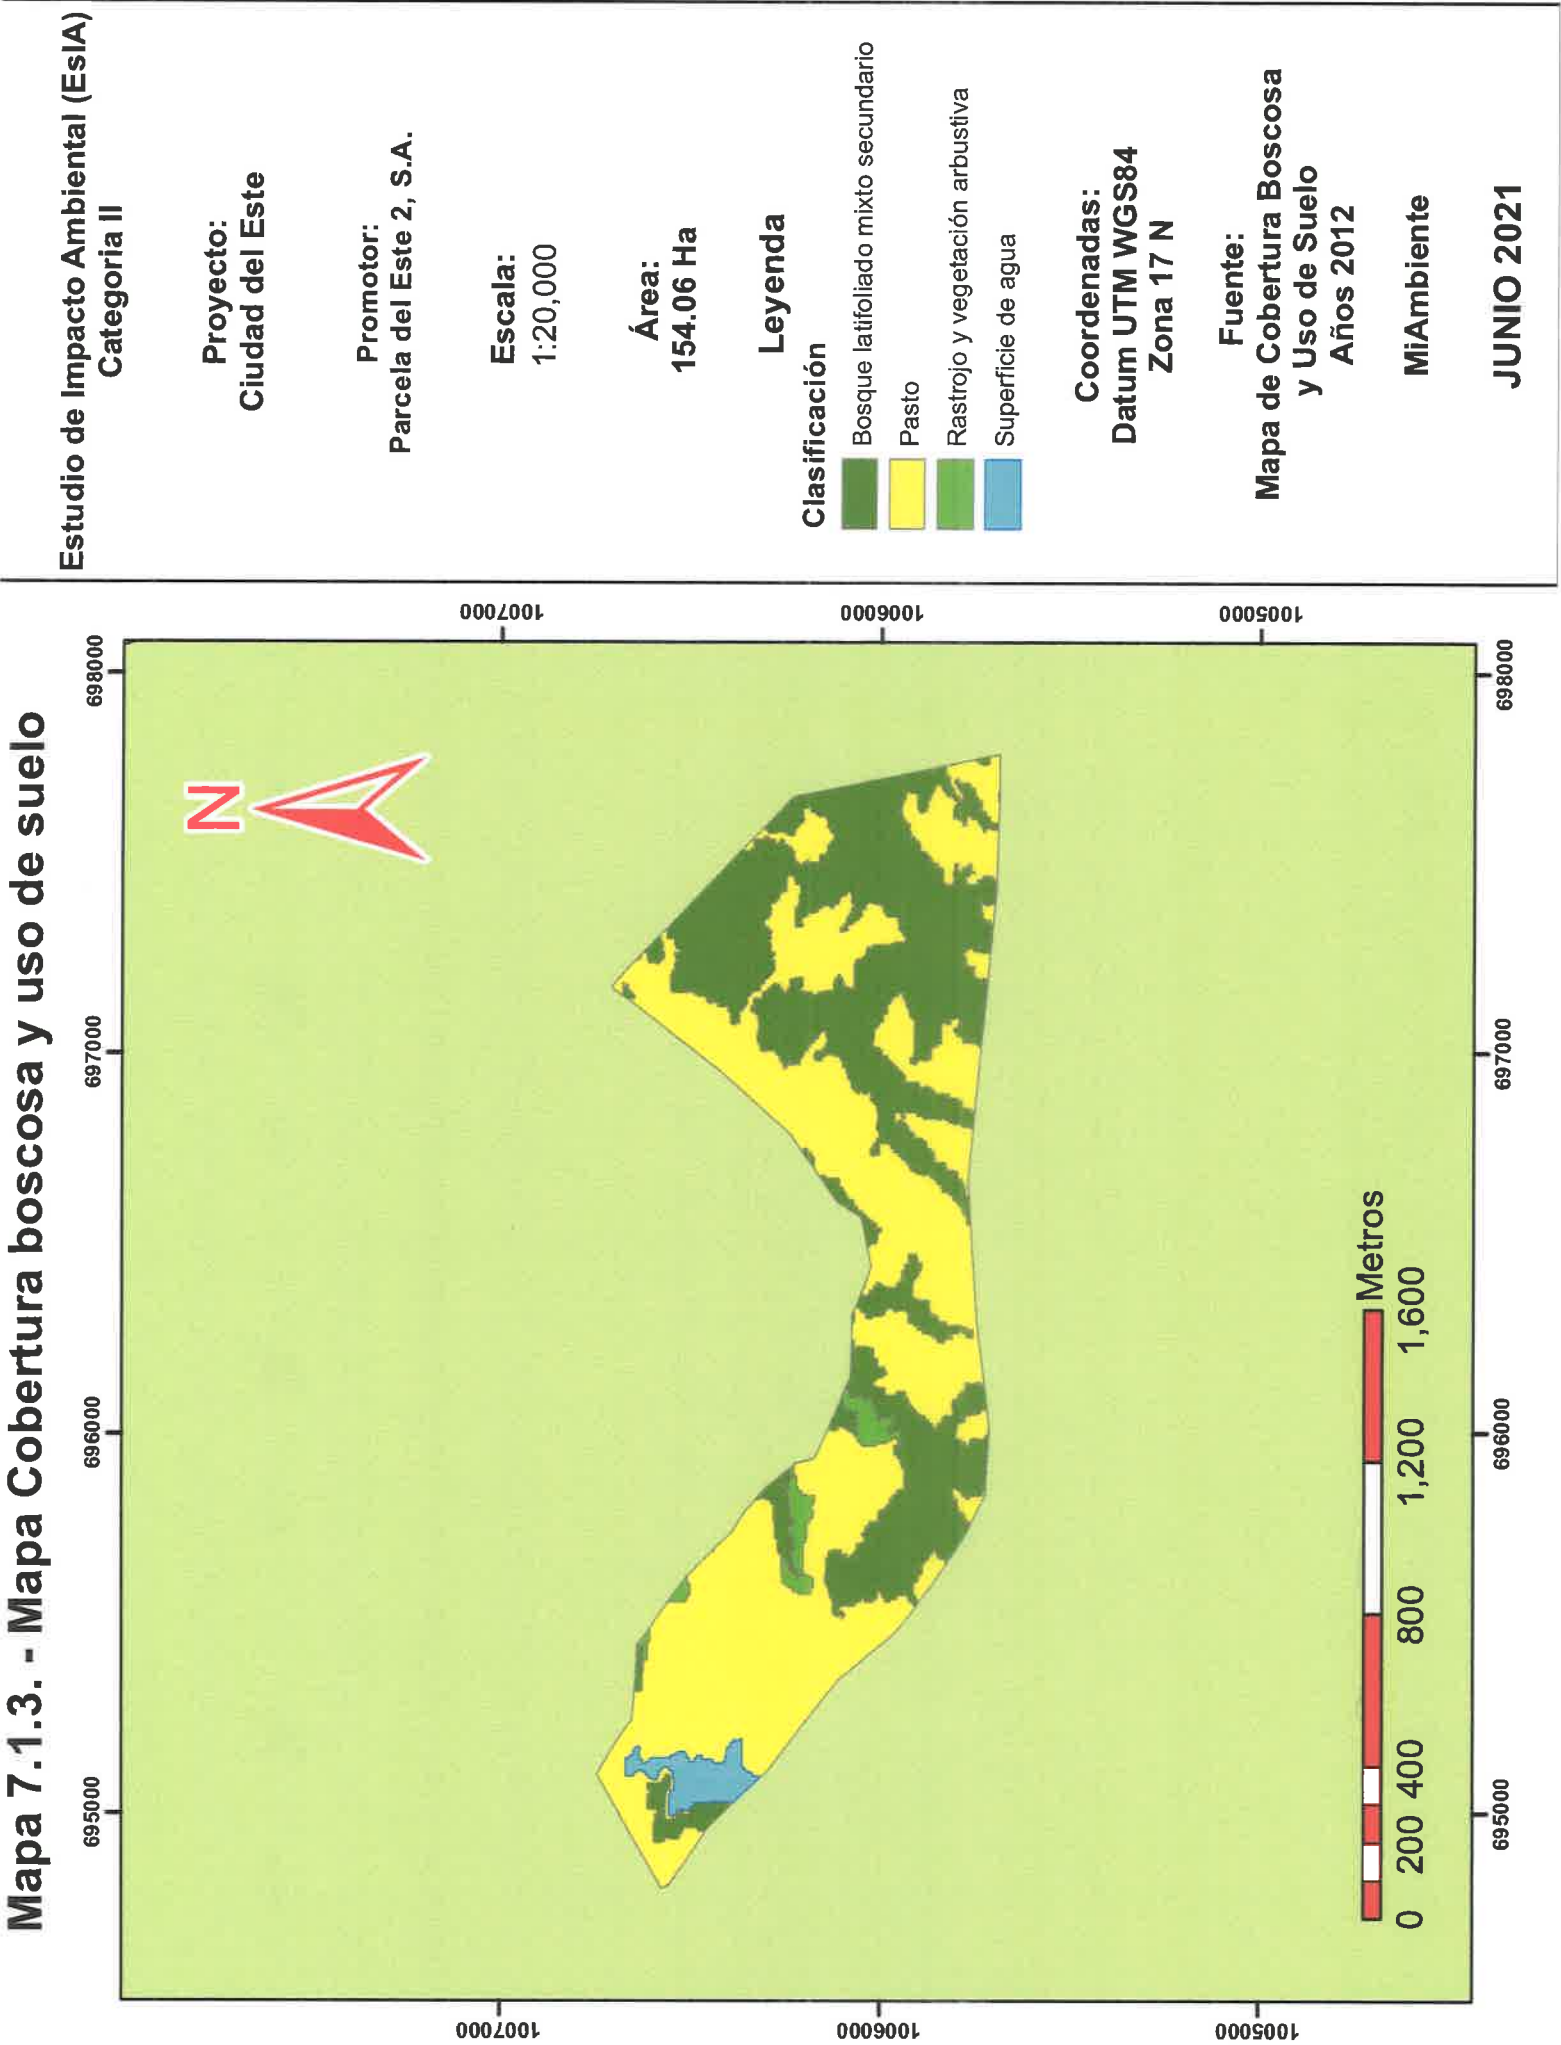 Mapa 7.1.3. - Mapa Cobertura boscosa y uso de suelo
695000
696000
697000
698000
1007000
1006000
1005000
N
1007000
1006000
1005000
0 200 400 800 1,200 1,600
Metros
695000
696000
697000
698000
Estudio de Impacto Ambiental (EsIA)
Categoria II
Proyecto:
Ciudad del Este
Promotor:
Parcela del Este 2, S.A.
Escala:
1:20,000
Área:
154.06 Ha
Leyenda
Clasificación
Bosque latifoliado mixto secundario
Pasto
Rastrojo y vegetación arbustiva
Superficie de agua
Coordenadas:
Datum UTM WGS84
Zona 17 N
Fuente:
Mapa de Cobertura Boscosa
y Uso de Suelo
Años 2012
MiAmbiente
JUNIO 2021